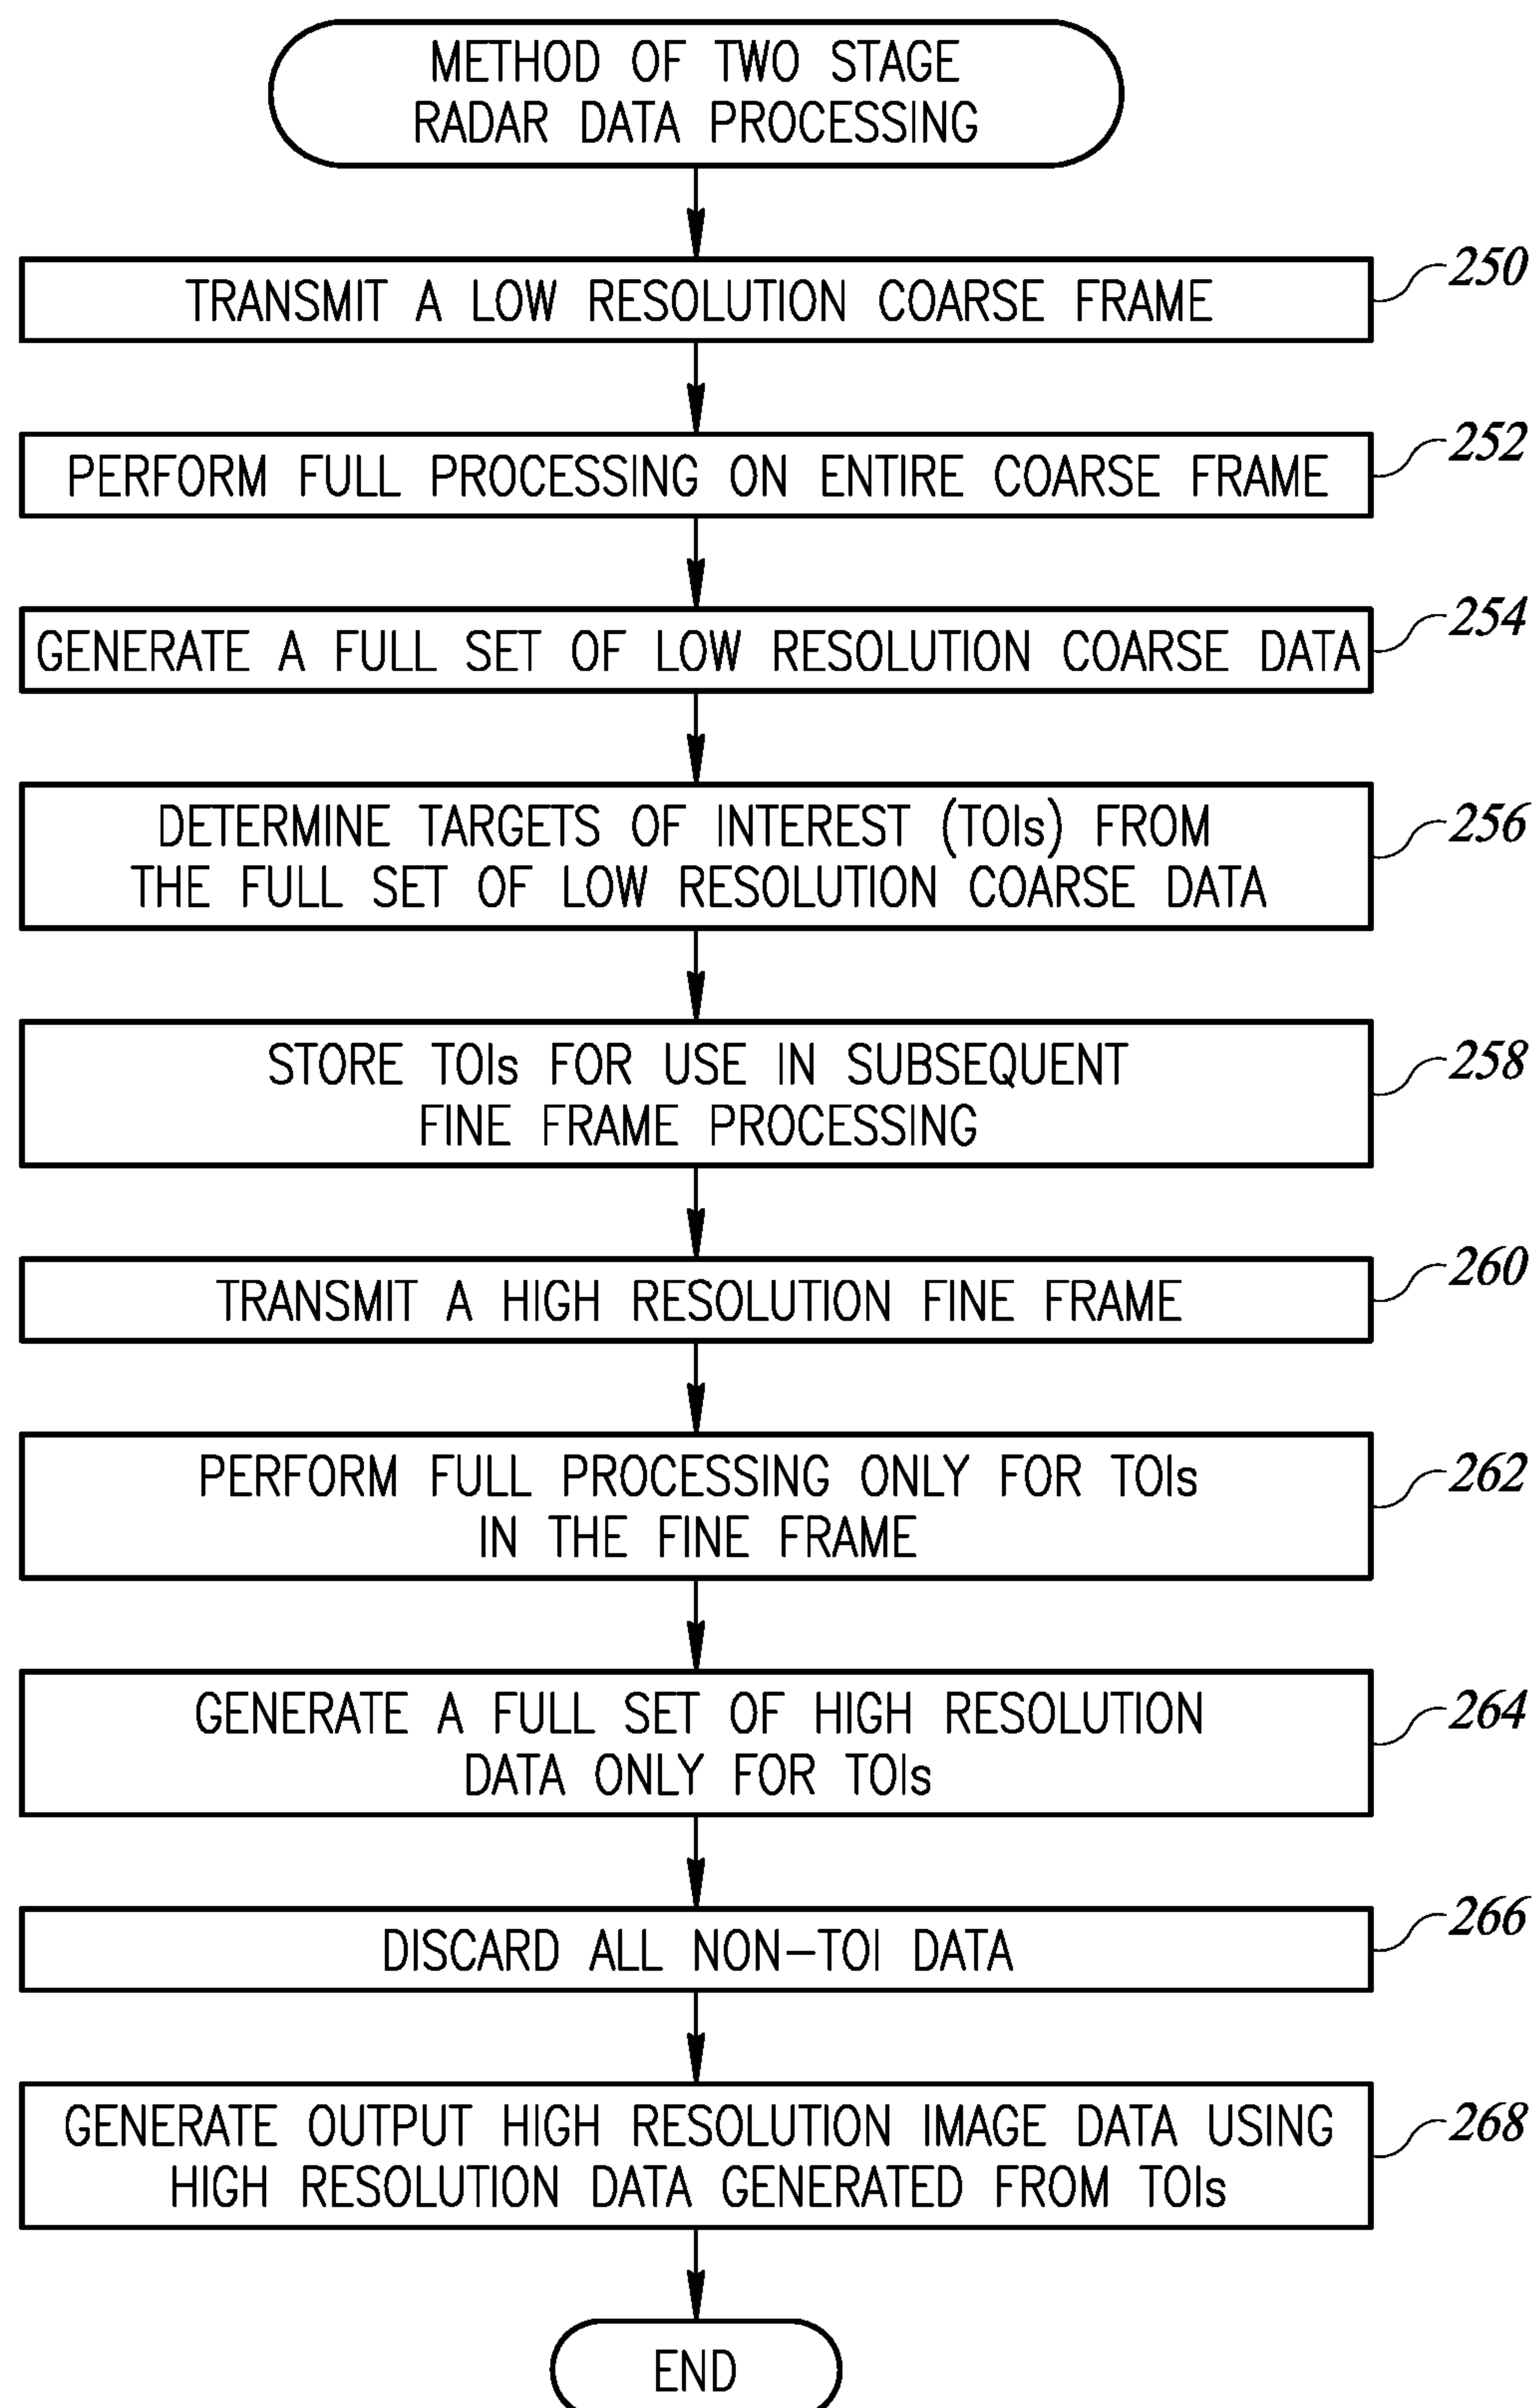 METHOD OF TWO STAGE
RADAR DATA PROCESSING
TRANSMIT A LOW RESOLUTION COARSE FRAME
250
PERFORM FULL PROCESSING ON ENTIRE COARSE FRAME
252
GENERATE A FULL SET OF LOW RESOLUTION COARSE DATA
254
DETERMINE TARGETS OF INTEREST (TOIs) FROM
THE FULL SET OF LOW RESOLUTION COARSE DATA
256
STORE TOIs FOR USE IN SUBSEQUENT
FINE FRAME PROCESSING
258
TRANSMIT A HIGH RESOLUTION FINE FRAME
260
PERFORM FULL PROCESSING ONLY FOR TOIs
IN THE FINE FRAME
262
GENERATE A FULL SET OF HIGH RESOLUTION
DATA ONLY FOR TOIs
264
DISCARD ALL NON-TOI DATA
266
GENERATE OUTPUT HIGH RESOLUTION IMAGE DATA USING
HIGH RESOLUTION DATA GENERATED FROM TOIs
268
END